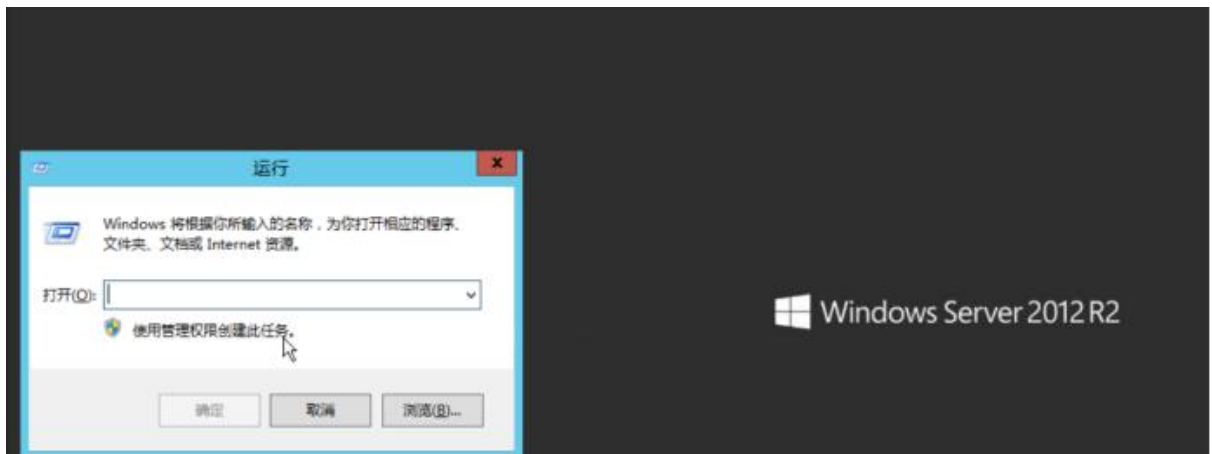 运行
x
Windows 将根据你所输入的名称，为你打开相应的程序、
文件夹、文档或 Internet 资源。
打开(O):
使用管理权限创建此任务。
确定
取消
浏览(B)...
Windows Server 2012 R2